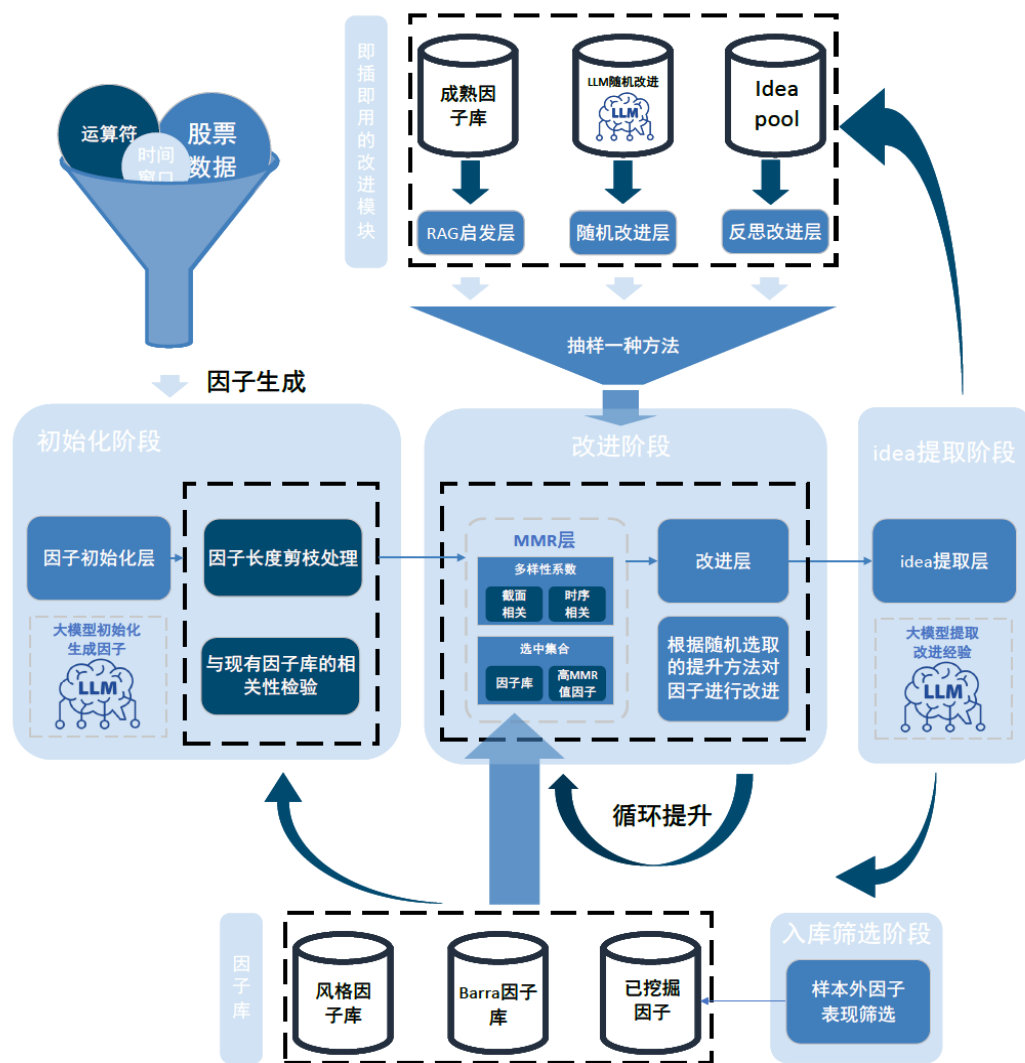 即插即用的改进模块
成熟因
子库
LLM随机改进
LLM
Idea
pool
RAG启发层
随机改进层
反思改进层
运算符
股票
数据
时间
窗口
抽样一种方法
因子生成
初始化阶段
因子初始化层
大模型初始化
生成因子
LLM
因子长度剪枝处理
与现有因子库的相
关性检验
改进阶段
MMR层
多样性系数
截面
相关
时序
相关
选中集合
因子库
高MMR
值因子
改进层
根据随机选取
的提升方法对
因子进行改进
idea提取阶段
idea提取层
大模型提取
改进经验
LLM
循环提升
因子库
风格因
子库
Barra因子
库
已挖掘
因子
入库筛选阶段
样本外因子
表现筛选